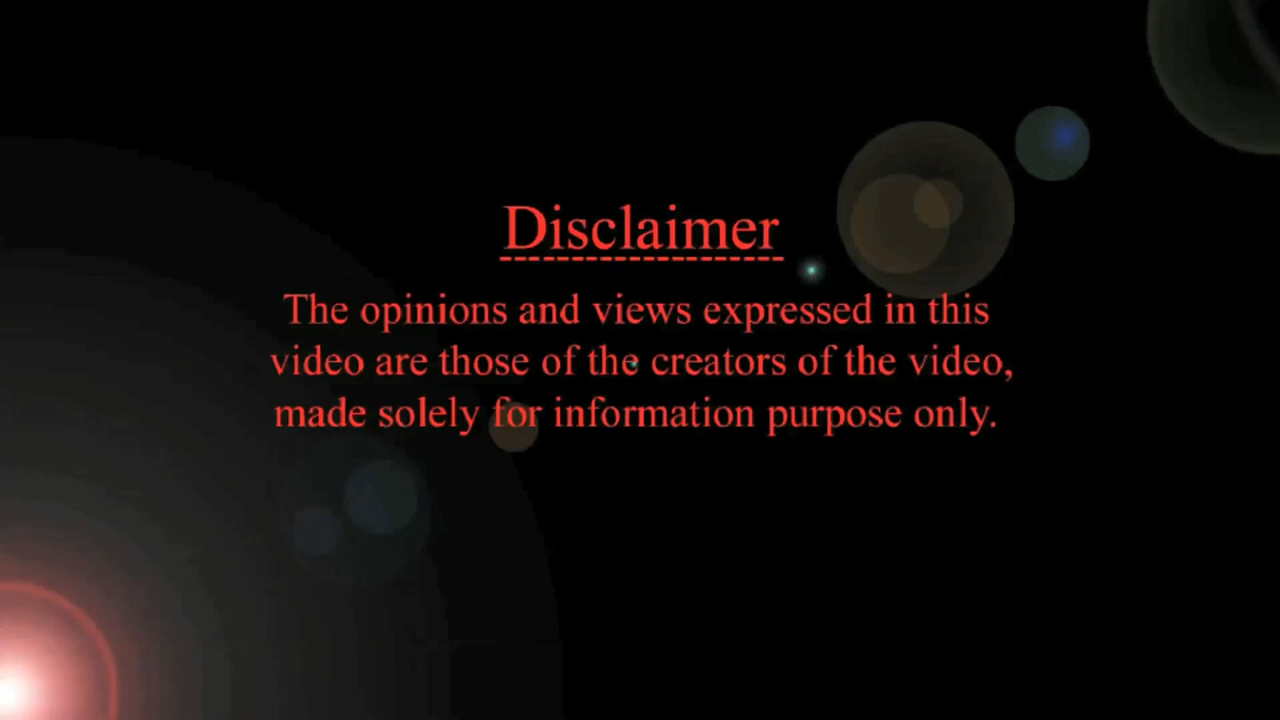 Disclaimer
The opinions and views expressed in this
video are those of the creators of the video,
made solely for information purpose only.